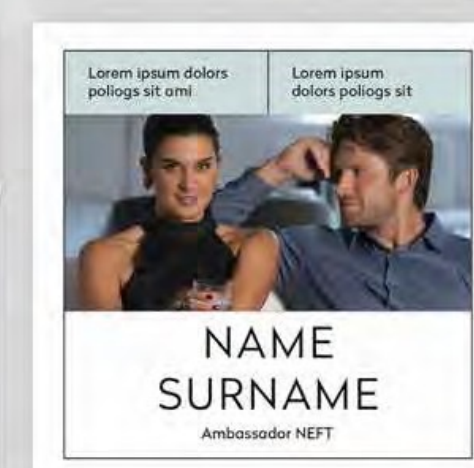 Lorem ipsum dolors
poliogs sit ami
Lorem ipsum
dolors poliogs sit
NAME
SURNAME
Ambassador NEFT